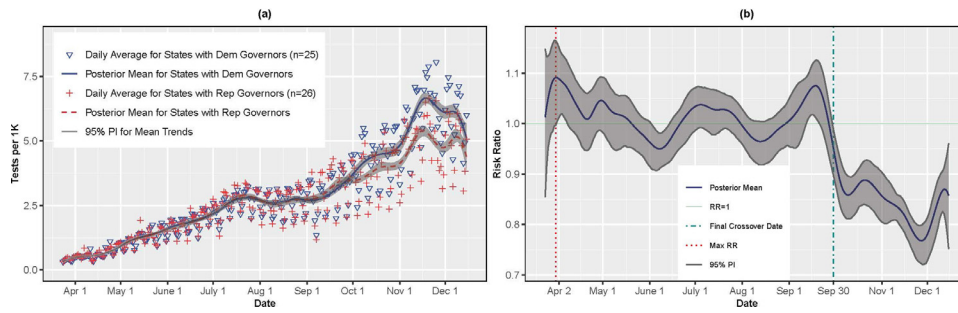 (a)
Tests per 1K
7.5
5.0
2.5
0.0
Daily Average for States with Dem Governors (n=25)
Posterior Mean for States with Dem Governors
Daily Average for States with Rep Governors (n=26)
Posterior Mean for States with Rep Governors
95% PI for Mean Trends
Apr 1 May 1 June 1 July 1 Aug 1 Sep 1 Oct 1 Nov 1 Dec 1
Date
(b)
Risk Ratio
1.1
1.0
0.9
0.8
0.7
Posterior Mean
RR=1
Final Crossover Date
Max RR
95% PI
Apr 2 May 1 June 1 July 1 Aug 1 Sep 1 Sep 30 Nov 1 Dec 1
Date